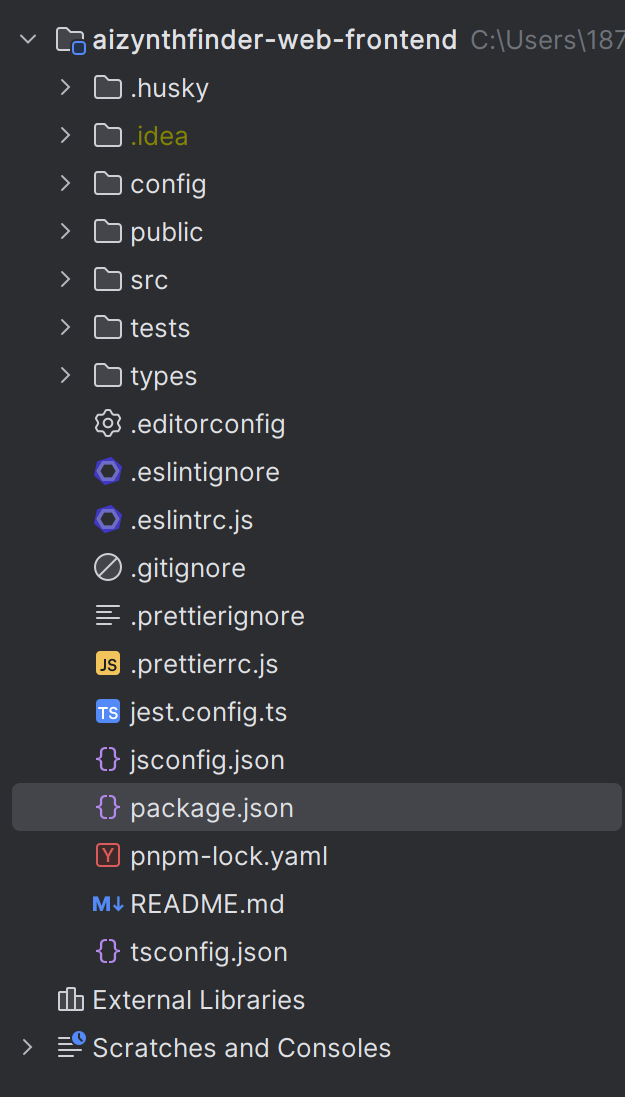 aizynthfinder-web-frontend C:\Users\187
.husky
.idea
config
public
src
tests
types
.editorconfig
.eslintignore
.eslintrc.js
.gitignore
.prettierignore
JS .prettierrc.js
TS jest.config.ts
{} jsconfig.json
{} package.json
Y pnpm-lock.yaml
M↓ README.md
{} tsconfig.json
External Libraries
Scratches and Consoles